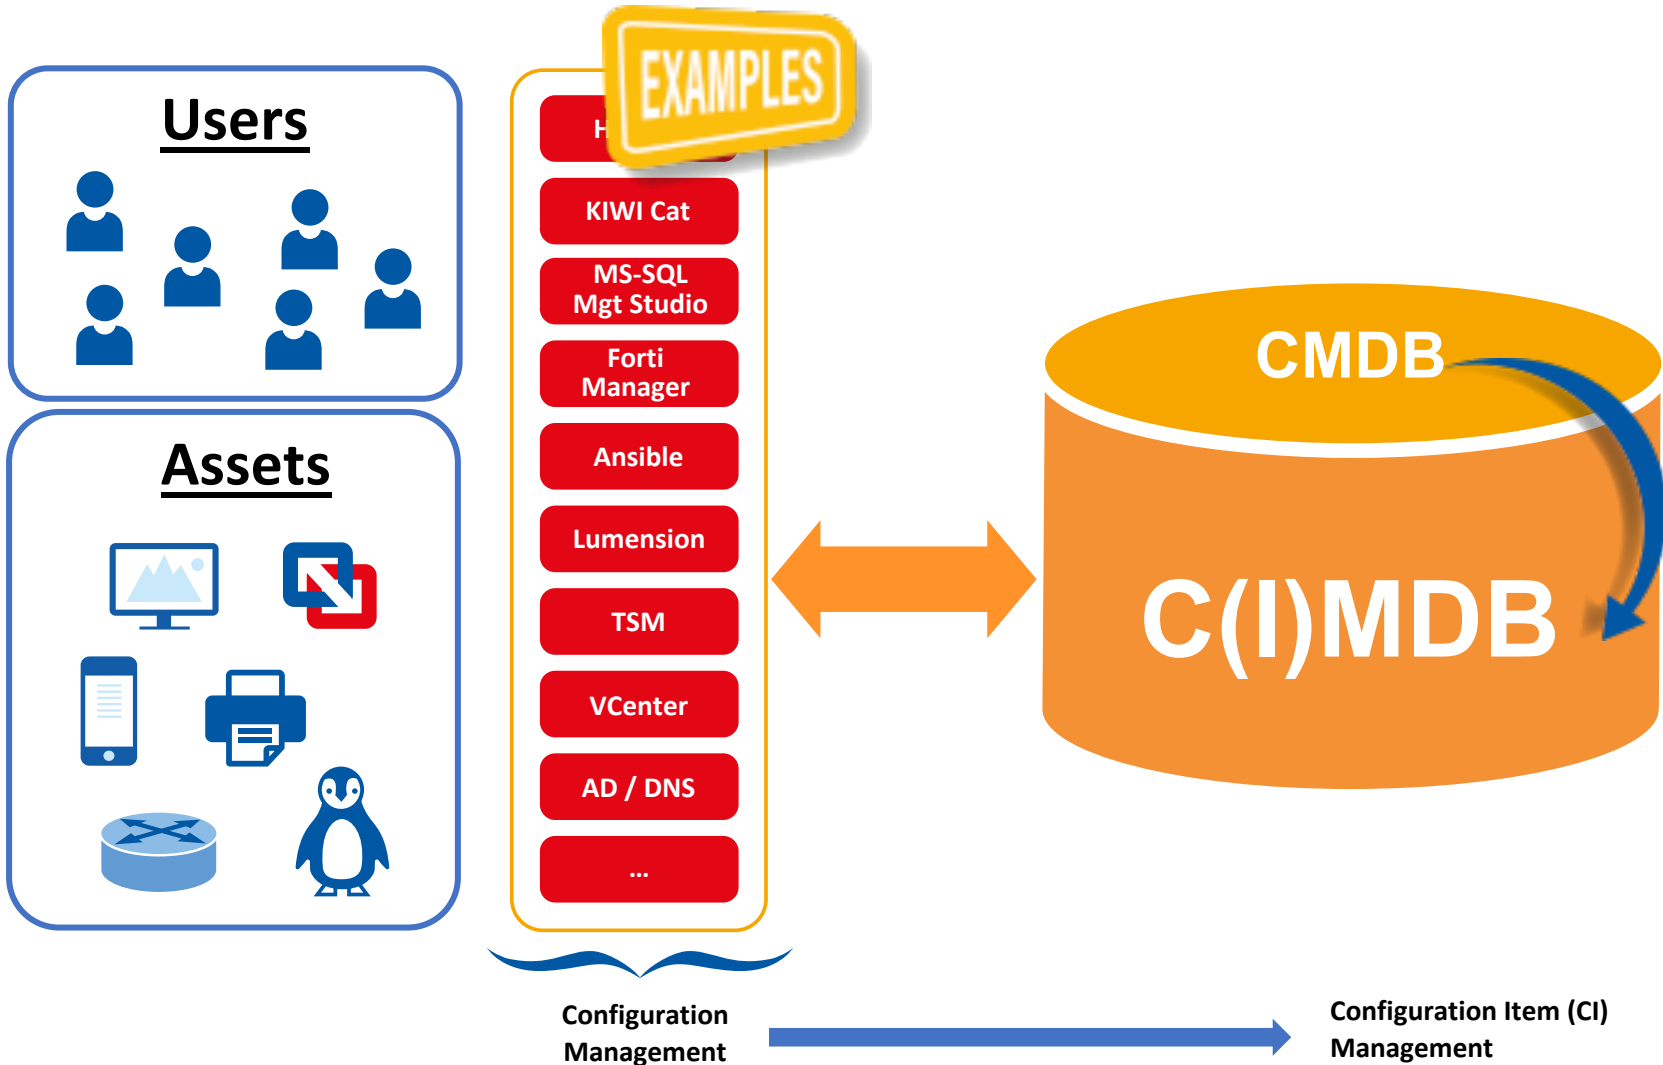 Users
Assets
EXAMPLES
KIWI Cat
MS-SQL
Mgt Studio
Forti
Manager
Ansible
Lumension
TSM
VCenter
AD / DNS
...
CMDB
C(I)MDB
Configuration
Management
Configuration Item (CI)
Management